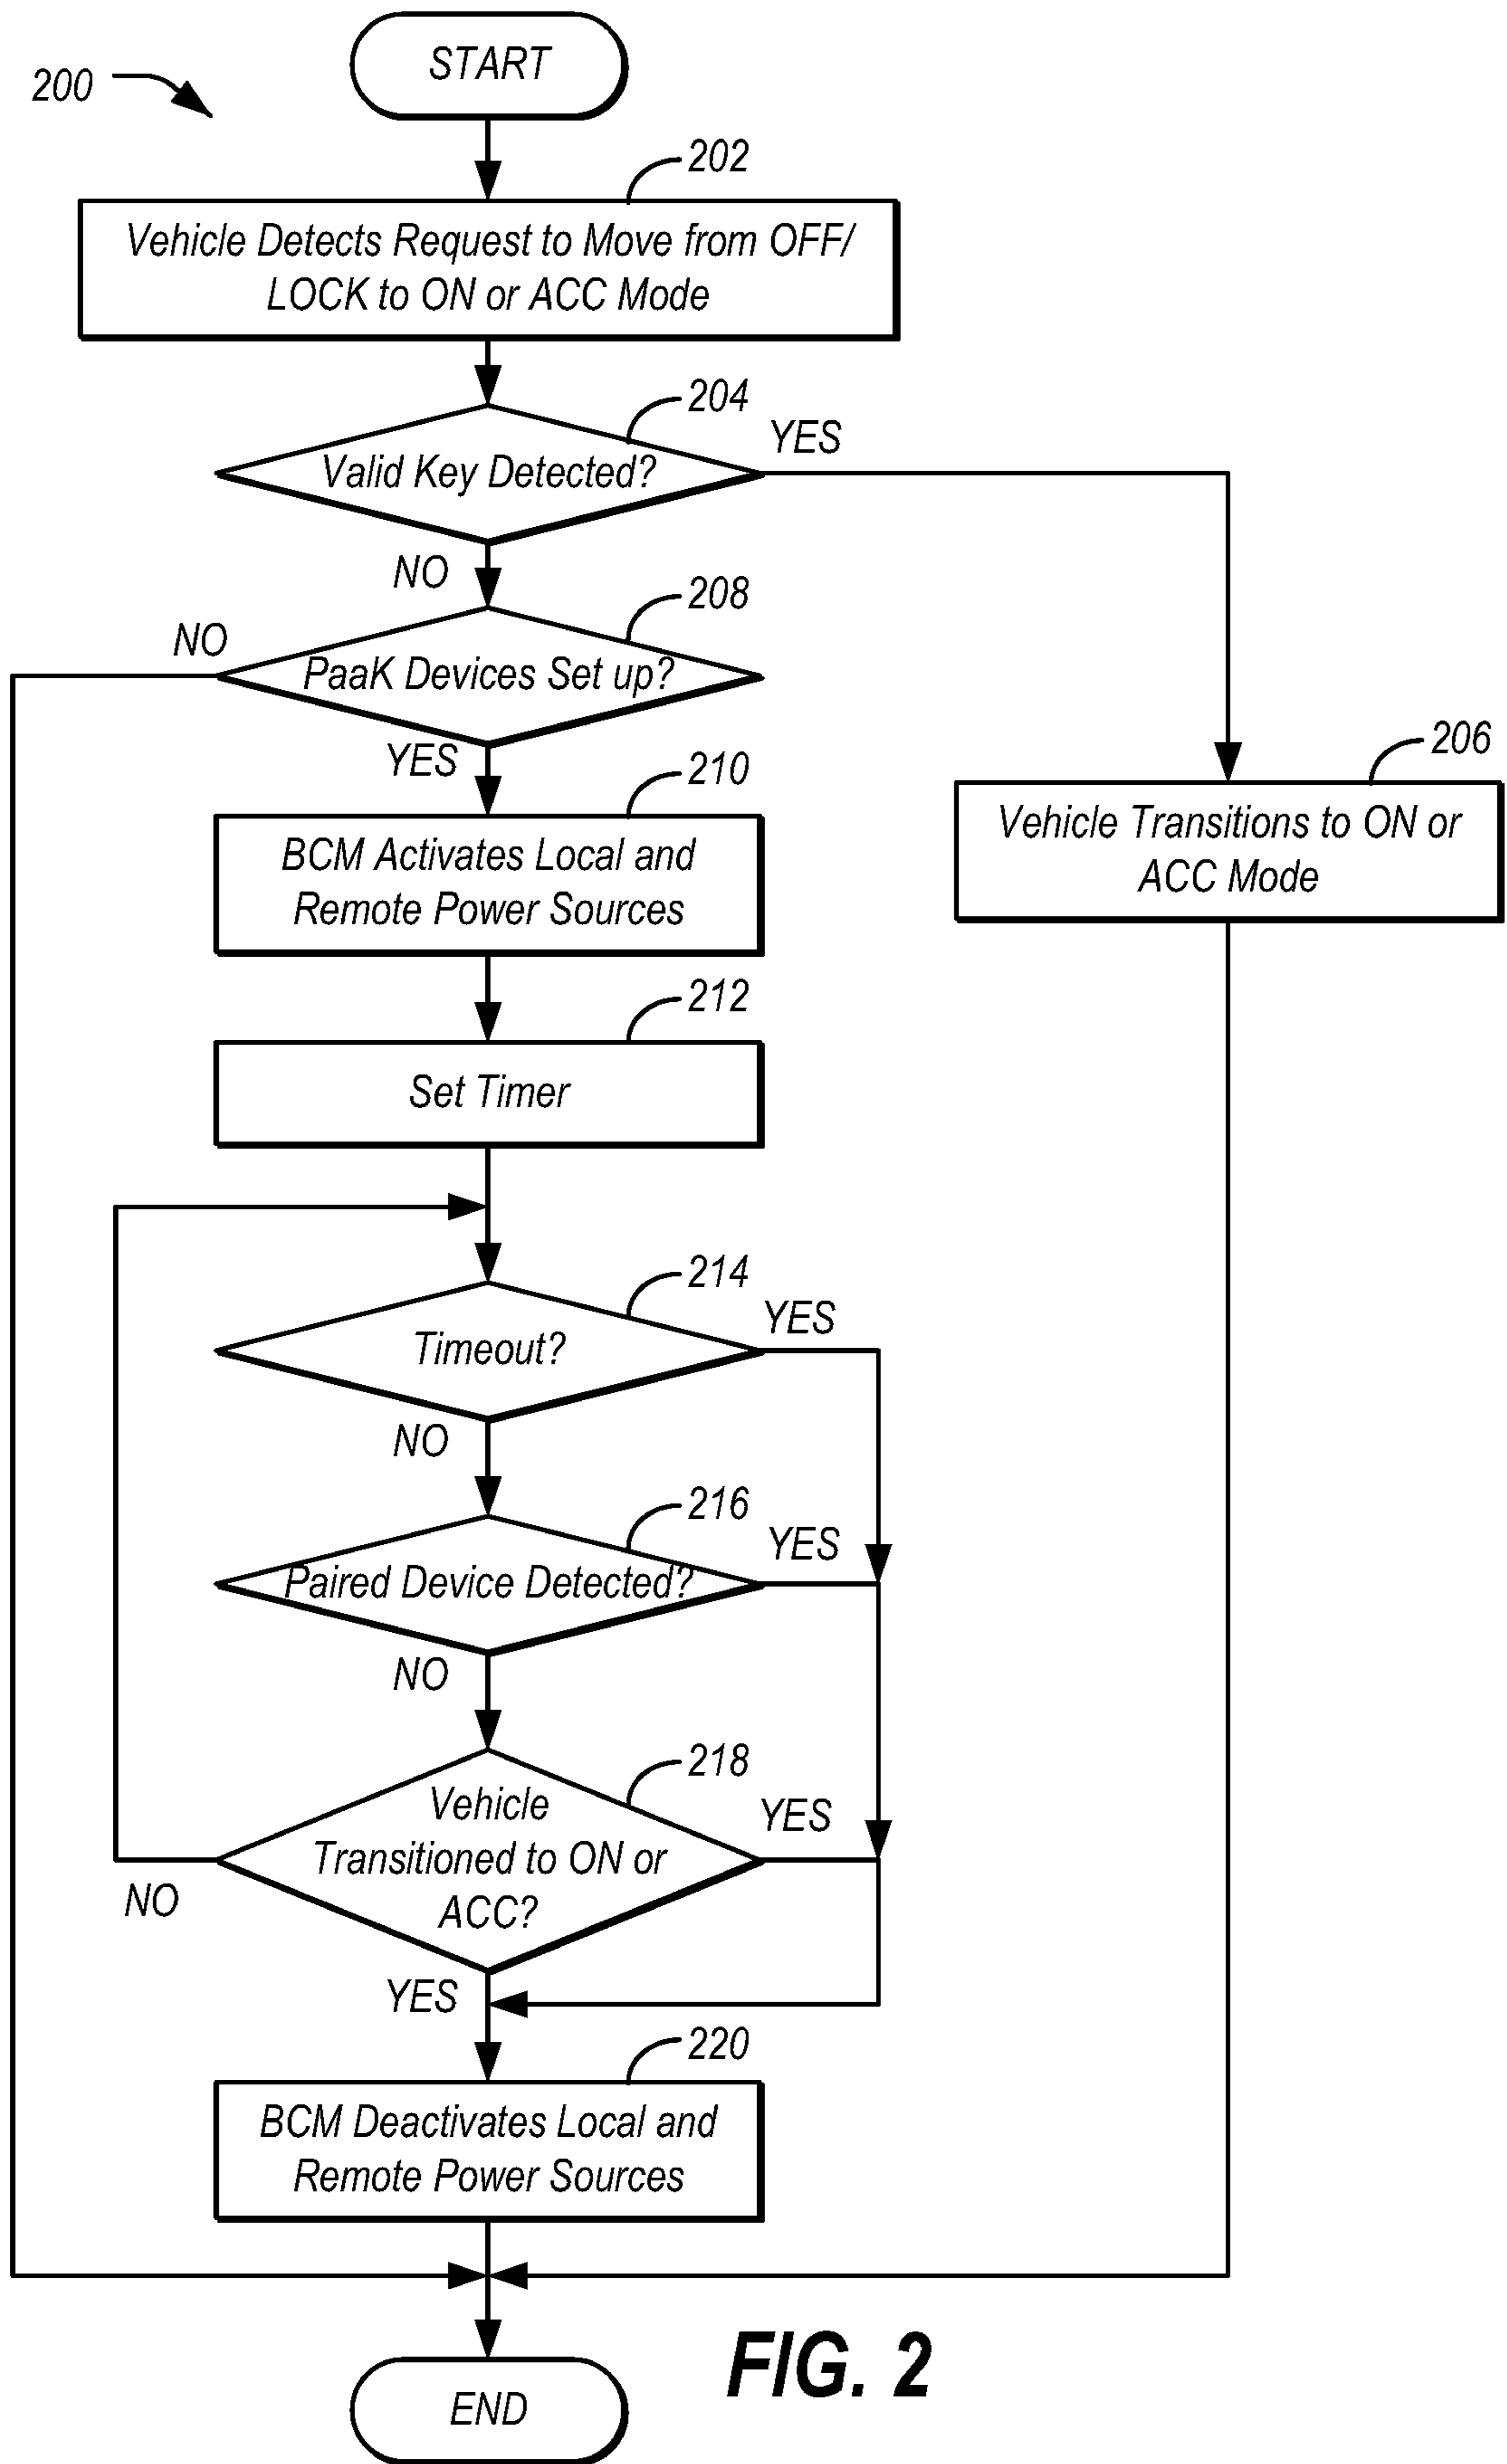 START
200
202
Vehicle Detects Request to Move from OFF/
LOCK to ON or ACC Mode
204
YES
Valid Key Detected?
NO
208
NO
PaaK Devices Set up?
YES
206
Vehicle Transitions to ON or
ACC Mode
210
BCM Activates Local and
Remote Power Sources
212
Set Timer
214
YES
Timeout?
NO
216
YES
Paired Device Detected?
NO
218
YES
Vehicle
Transitioned to ON or
ACC?
NO
YES
220
BCM Deactivates Local and
Remote Power Sources
FIG. 2
END